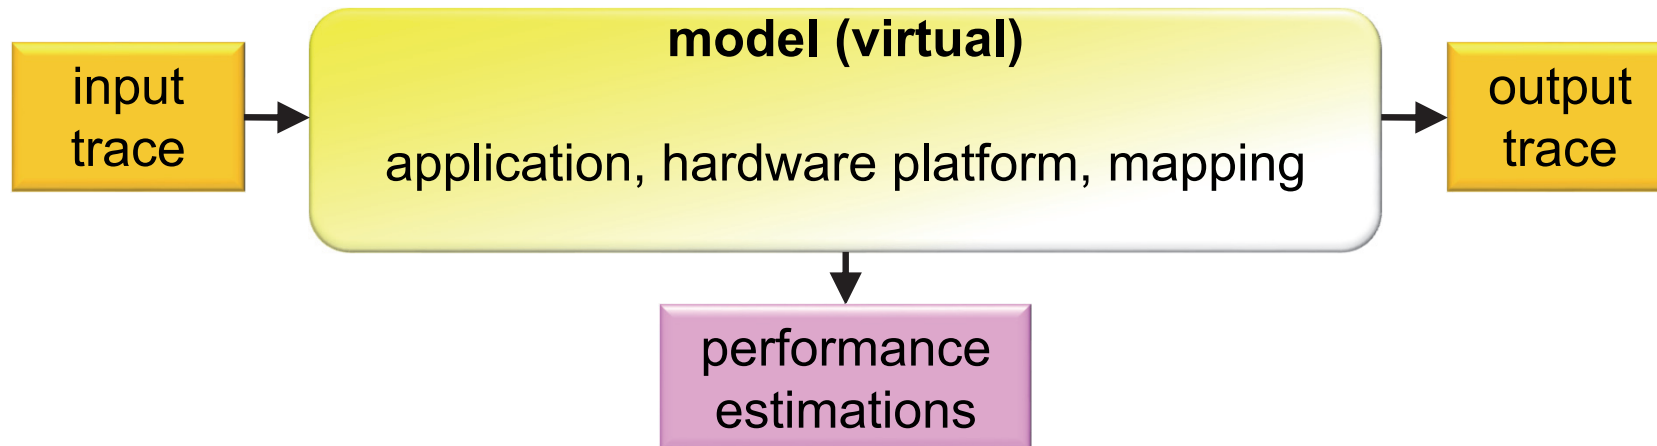 model (virtual)
input
trace
application, hardware platform, mapping
output
trace
performance
estimations